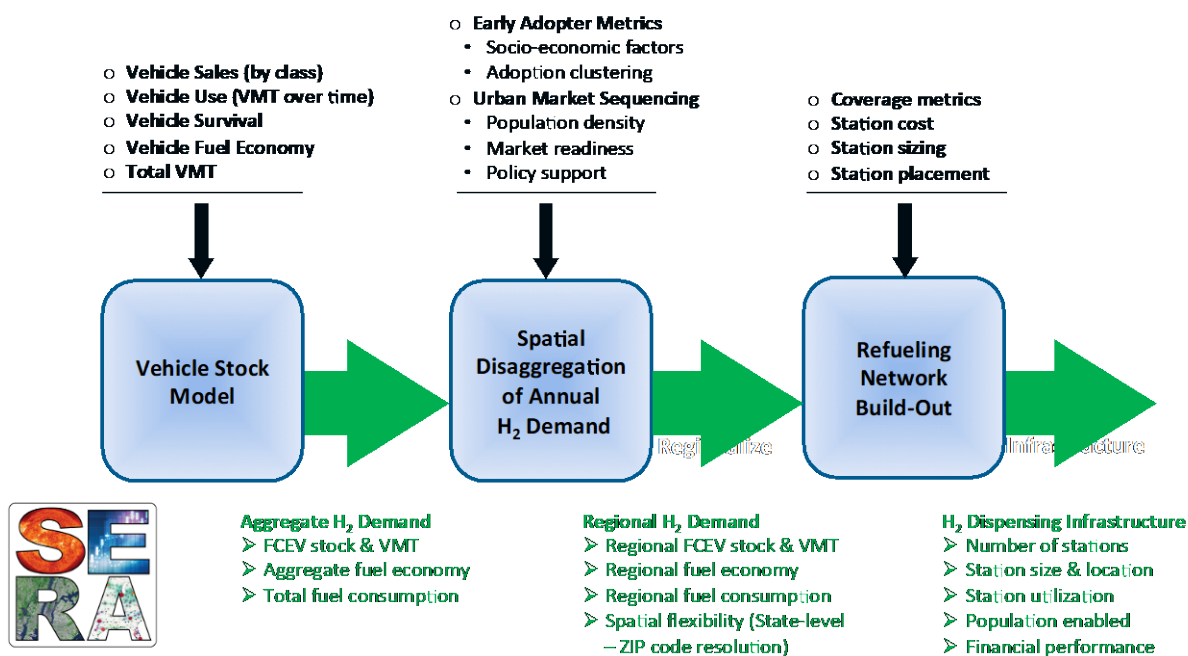 o Vehicle Sales (by class)
o Vehicle Use (VMT over time)
o Vehicle Survival
o Vehicle Fuel Economy
o Total VMT
o Early Adopter Metrics
• Socio-economic factors
• Adoption clustering
o Urban Market Sequencing
• Population density
• Market readiness
• Policy support
o Coverage metrics
o Station cost
o Station sizing
o Station placement
Vehicle Stock
Model
Spatial
Disaggregation
of Annual
H₂ Demand
Refueling
Network
Build-Out
Regionalize
Infrastructure
SE
RA
Aggregate H₂ Demand
➢ FCEV stock & VMT
➢ Aggregate fuel economy
➢ Total fuel consumption
Regional H₂ Demand
➢ Regional FCEV stock & VMT
➢ Regional fuel economy
➢ Regional fuel consumption
➢ Spatial flexibility (State-level
– ZIP code resolution)
H₂ Dispensing Infrastructure
➢ Number of stations
➢ Station size & location
➢ Station utilization
➢ Population enabled
➢ Financial performance